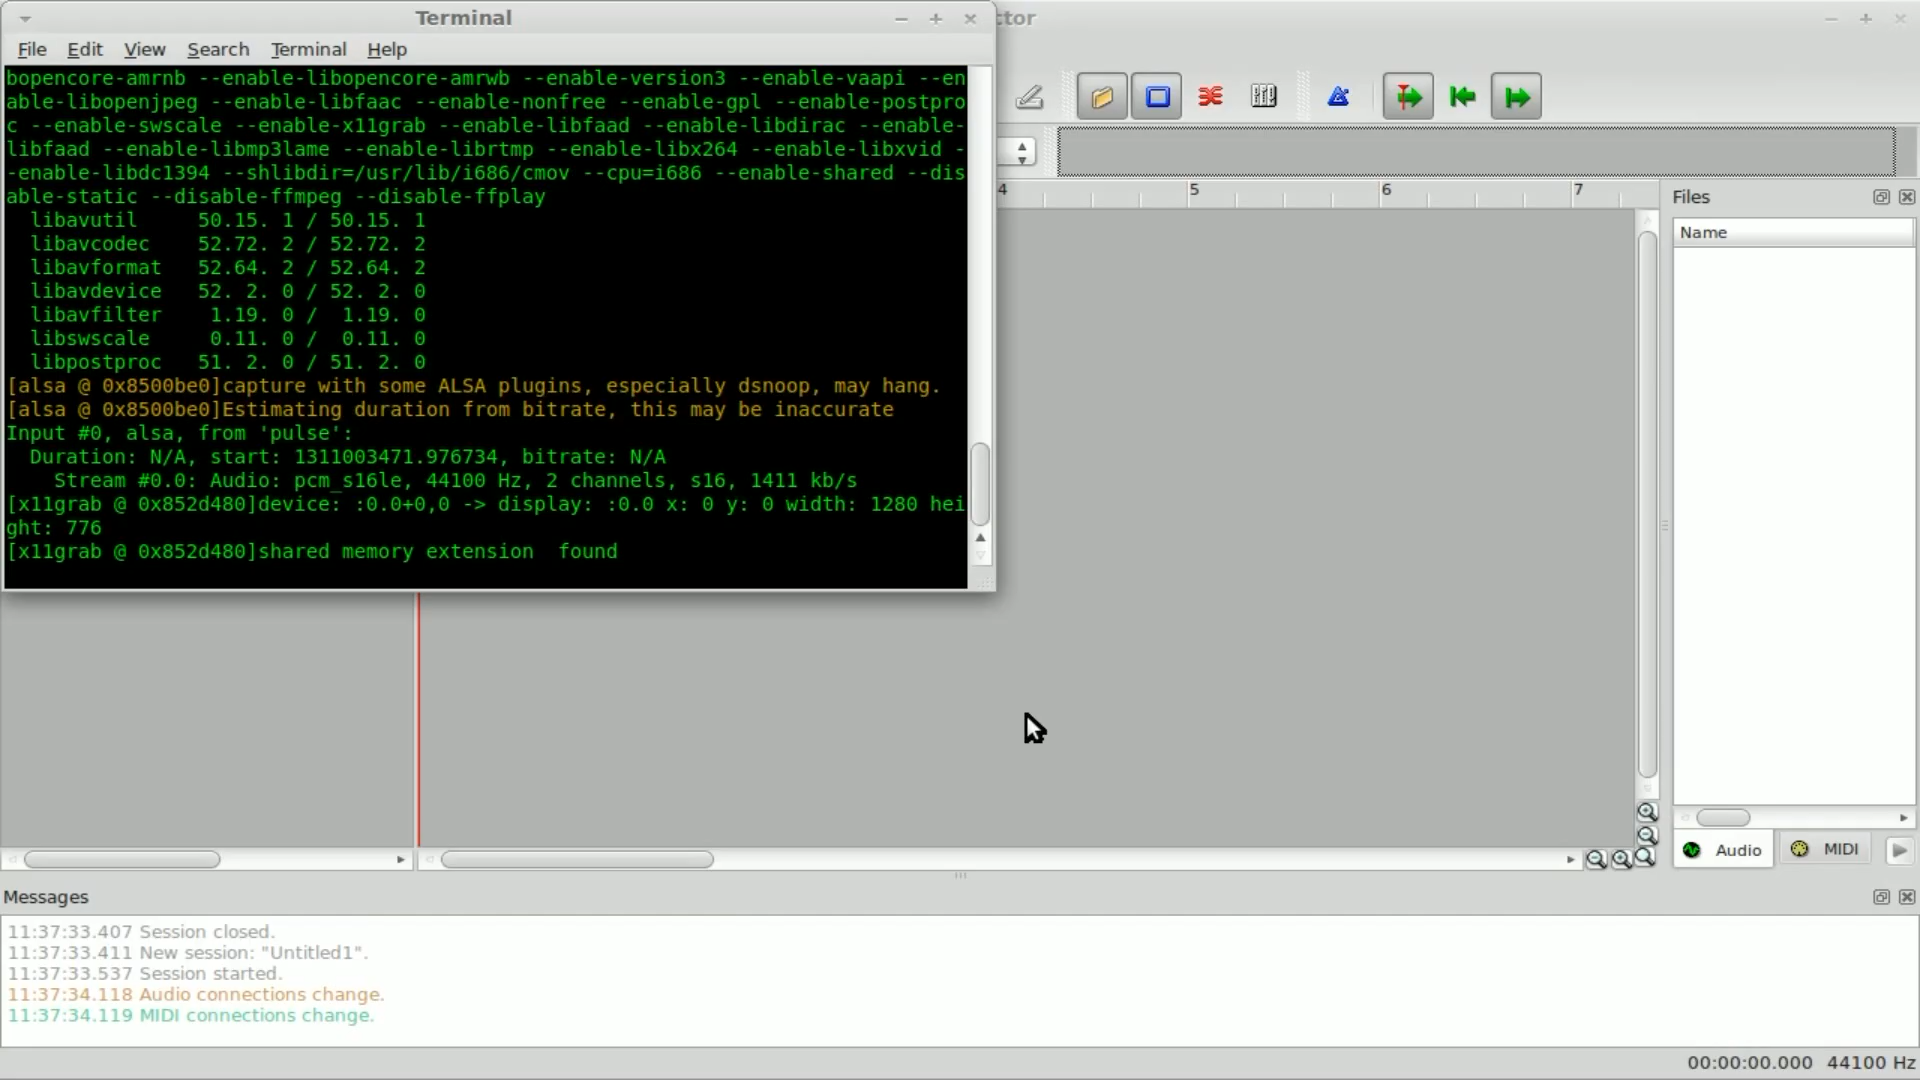 Terminal
ctor
File Edit View Search Terminal Help
bopencore-amrnb --enable-libopencore-amrwb --enable-version3 --enable-vaapi --en
able-libopenjpeg --enable-libfaac --enable-nonfree --enable-gpl --enable-postpro
c --enable-swscale --enable-x11grab --enable-libfaad --enable-libdirac --enable-
libfaad --enable-libmp3lame --enable-librtmp --enable-libx264 --enable-libxvid -
-enable-libdc1394 --shlibdir=/usr/lib/i686/cmov --cpu=i686 --enable-shared --dis
able-static --disable-ffmpeg --disable-ffplay
libavutil 50.15. 1 / 50.15. 1
libavcodec 52.72. 2 / 52.72. 2
libavformat 52.64. 2 / 52.64. 2
libavdevice 52. 2. 0 / 52. 2. 0
libavfilter 1.19. 0 / 1.19. 0
libswscale 0.11. 0 / 0.11. 0
libpostproc 51. 2. 0 / 51. 2. 0
[alsa @ 0x8500be0]capture with some ALSA plugins, especially dsnoop, may hang.
[alsa @ 0x8500be0]Estimating duration from bitrate, this may be inaccurate
Input #0, alsa, from 'pulse':
Duration: N/A, start: 1311003471.976734, bitrate: N/A
Stream #0.0: Audio: pcm_s16le, 44100 Hz, 2 channels, s16, 1411 kb/s
[x11grab @ 0x852d480]device: :0.0+0,0 -> display: :0.0 x: 0 y: 0 width: 1280 hei
ght: 776
[x11grab @ 0x852d480]shared memory extension  found
4 5 6 7
Files
Name
Audio MIDI
Messages
11:37:33.407 Session closed.
11:37:33.411 New session: "Untitled1".
11:37:33.537 Session started.
11:37:34.118 Audio connections change.
11:37:34.119 MIDI connections change.
00:00:00.000 44100 Hz